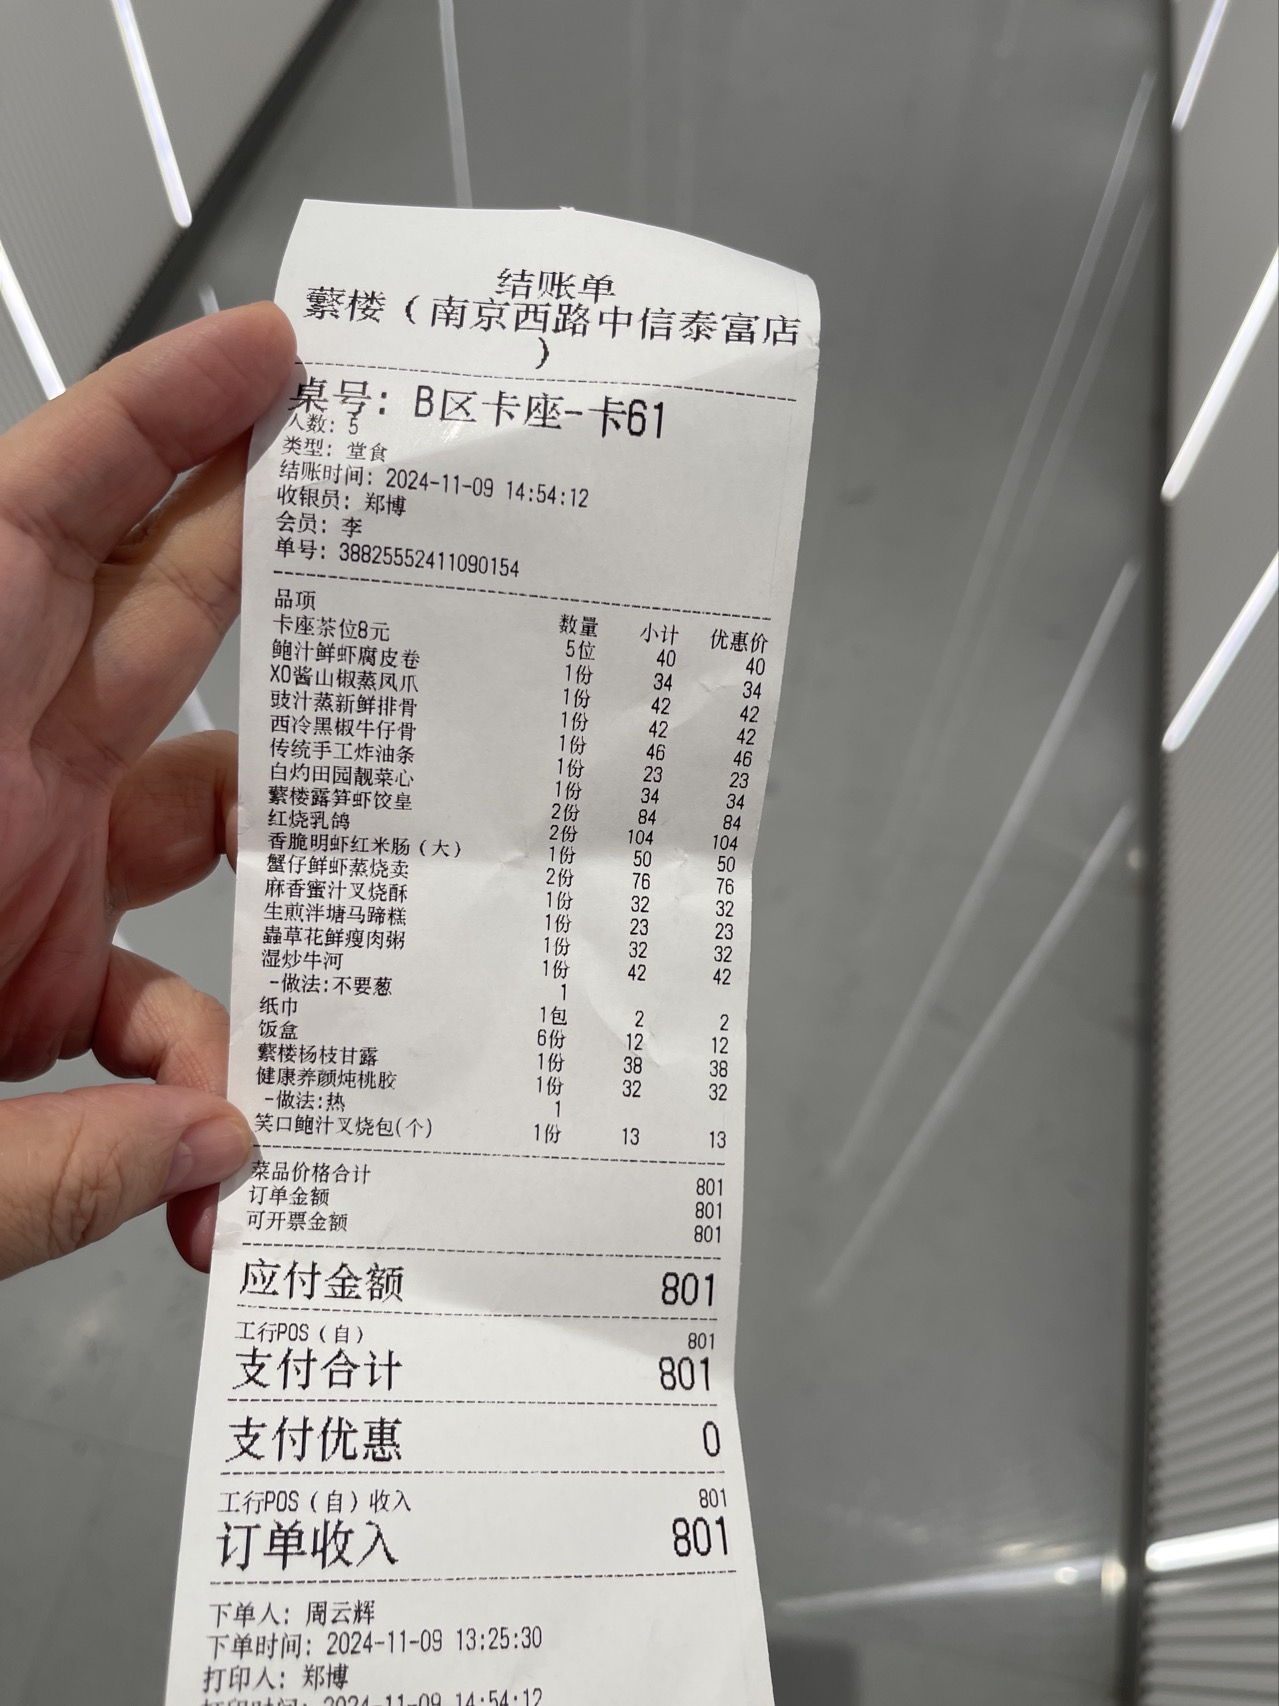 结账单
蘩楼（南京西路中信泰富店
）
桌号: B区卡座-卡61
人数: 5
类型: 堂食
结账时间: 2024-11-09 14:54:12
收银员: 郑博
会员: 李
单号: 38825552411090154
品项 数量 小计 优惠价
卡座茶位8元 5位 40 40
鲍汁鲜虾腐皮卷 1份 34 34
XO酱山椒蒸凤爪 1份 42 42
豉汁蒸新鲜排骨 1份 42 42
西冷黑椒牛仔骨 1份 46 46
传统手工炸油条 1份 23 23
白灼田园靓菜心 1份 34 34
蘩楼露笋虾饺皇 2份 84 84
红烧乳鸽 2份 104 104
香脆明虾红米肠（大） 1份 50 50
蟹仔鲜虾蒸烧卖 2份 76 76
麻香蜜汁叉烧酥 1份 32 32
生煎泮塘马蹄糕 1份 23 23
蟲草花鲜瘦肉粥 1份 32 32
湿炒牛河 1份 42 42
-做法:不要葱 1
纸巾 1包 2 2
饭盒 6份 12 12
蘩楼杨枝甘露 1份 38 38
健康养颜炖桃胶 1份 32 32
-做法:热 1
笑口鲍汁叉烧包(个) 1份 13 13
菜品价格合计 801
订单金额 801
可开票金额 801
应付金额 801
工行POS（自） 801
支付合计 801
支付优惠 0
工行POS（自）收入 801
订单收入 801
下单人: 周云辉
下单时间: 2024-11-09 13:25:30
打印人: 郑博
打印时间: 2024-11-09 14:54:12